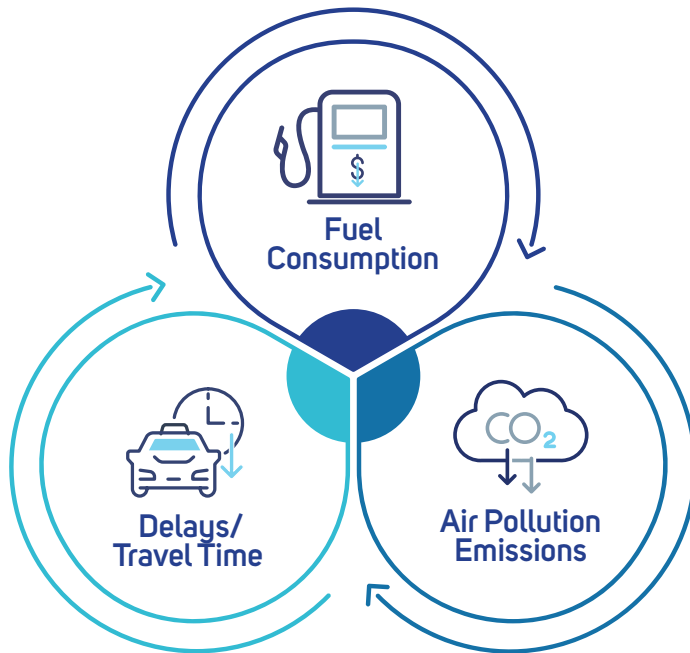 $
Fuel
Consumption
CO2
Delays/
Travel Time
Air Pollution
Emissions